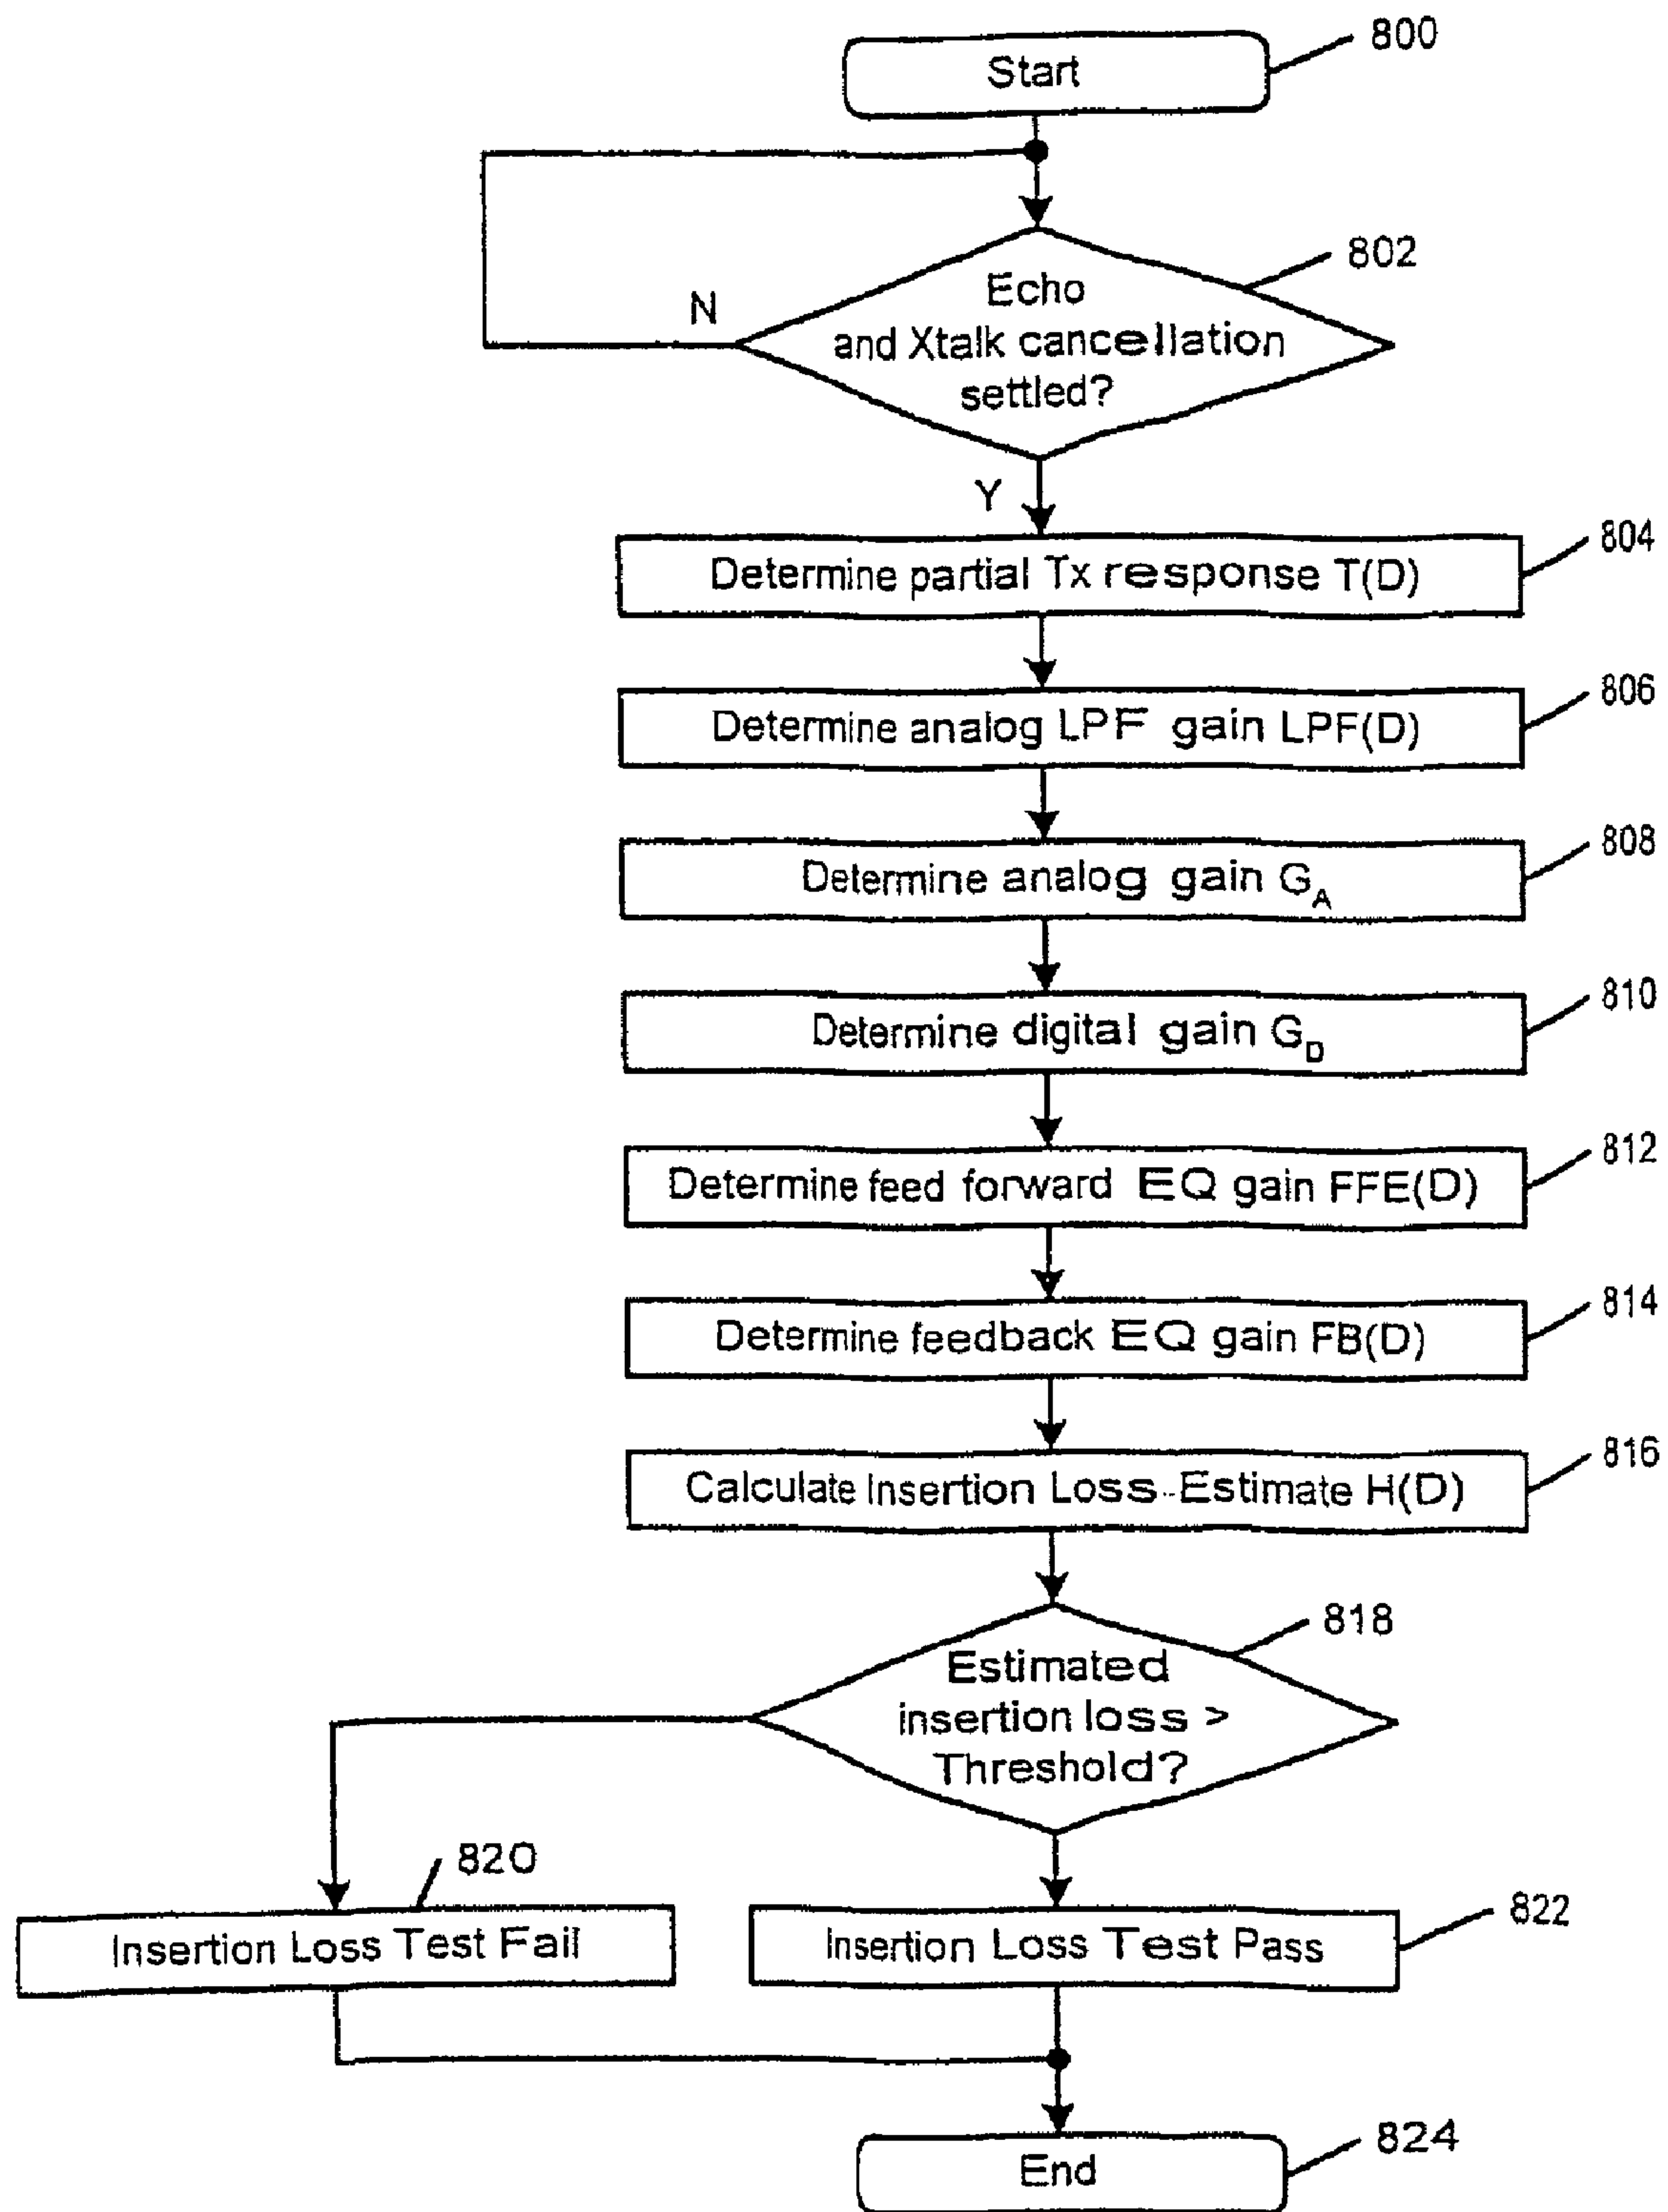 800
Start
802
Echo
and Xtalk cancellation
settled?
N
Y
804
Determine partial Tx response T(D)
806
Determine analog LPF gain LPF(D)
808
Determine analog gain G_A
810
Determine digital gain G_D
812
Determine feed forward EQ gain FFE(D)
814
Determine feedback EQ gain FB(D)
816
Calculate Insertion Loss Estimate H(D)
818
Estimated
insertion loss >
Threshold?
820
Insertion Loss Test Fail
822
Insertion Loss Test Pass
824
End